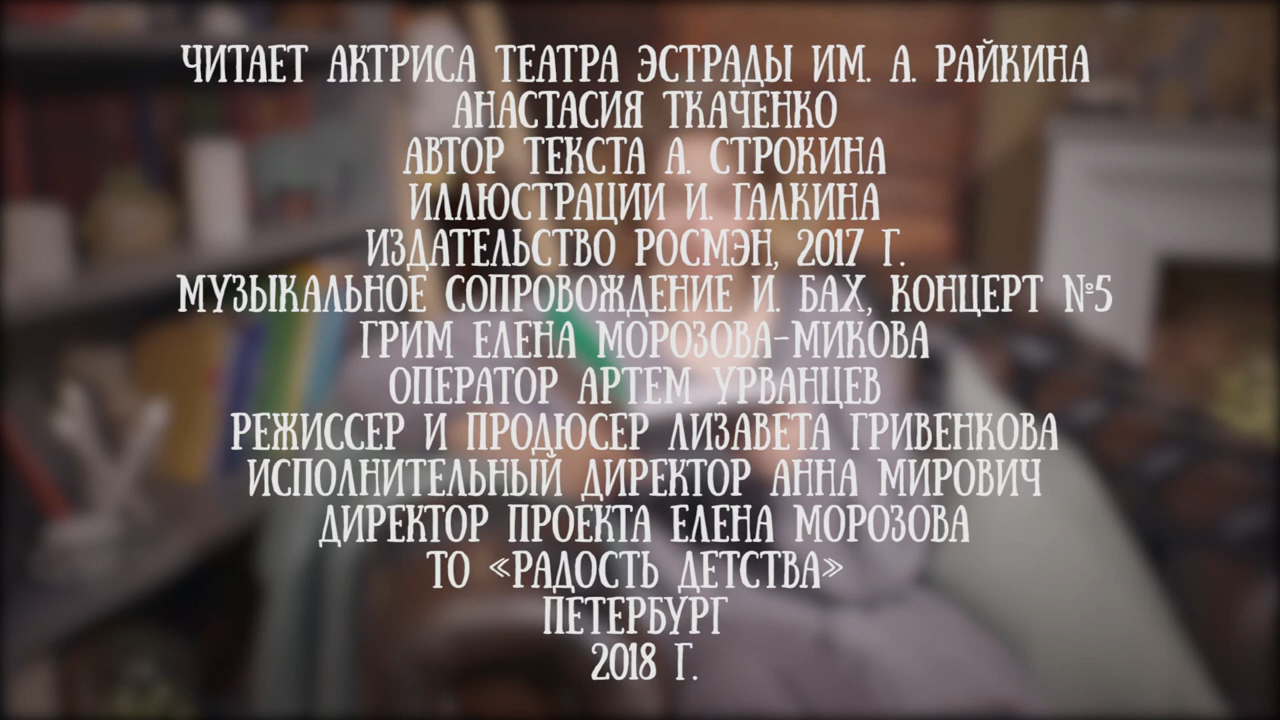 ЧИТАЕТ АКТРИСА ТЕАТРА ЭСТРАДЫ ИМ. А. РАЙКИНА
АНАСТАСИЯ ТКАЧЕНКО
АВТОР ТЕКСТА А. СТРОКИНА
ИЛЛЮСТРАЦИИ И. ГАЛКИНА
ИЗДАТЕЛЬСТВО РОСМЭН, 2017 Г.
МУЗЫКАЛЬНОЕ СОПРОВОЖДЕНИЕ И. БАХ, КОНЦЕРТ №5
ГРИМ ЕЛЕНА МОРОЗОВА-МИКОВА
ОПЕРАТОР АРТЕМ УРВАНЦЕВ
РЕЖИССЕР И ПРОДЮСЕР ЛИЗАВЕТА ГРИВЕНКОВА
ИСПОЛНИТЕЛЬНЫЙ ДИРЕКТОР АННА МИРОВИЧ
ДИРЕКТОР ПРОЕКТА ЕЛЕНА МОРОЗОВА
ТО «РАДОСТЬ ДЕТСТВА»
ПЕТЕРБУРГ
2018 Г.